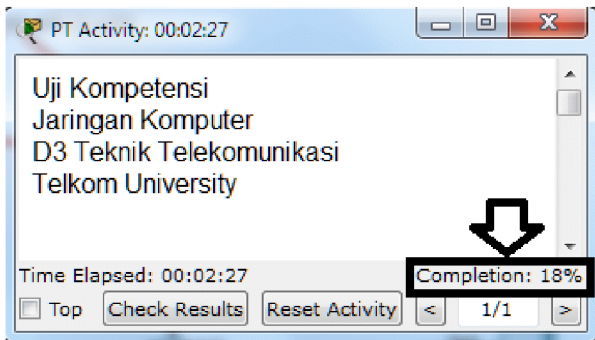 PT Activity: 00:02:27
Uji Kompetensi
Jaringan Komputer
D3 Teknik Telekomunikasi
Telkom University
Time Elapsed: 00:02:27
Completion: 18%
Top
Check Results
Reset Activity
<
1/1
>